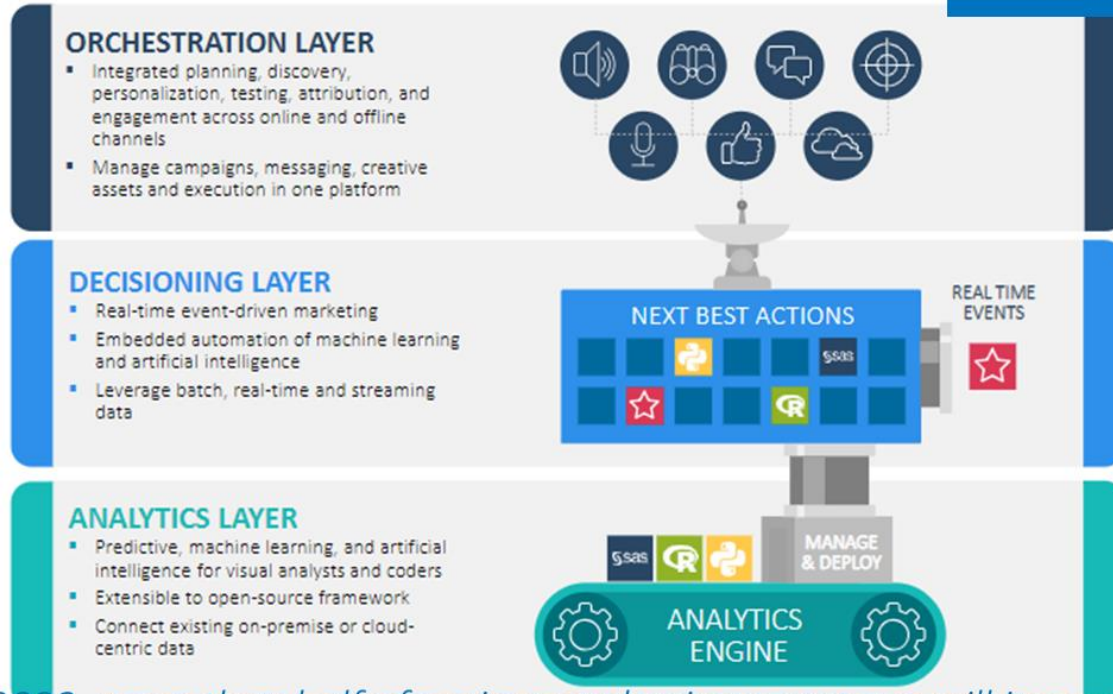 ORCHESTRATION LAYER
▪ Integrated planning, discovery,
personalization, testing, attribution, and
engagement across online and offline
channels
▪ Manage campaigns, messaging, creative
assets and execution in one platform
DECISIONING LAYER
▪ Real-time event-driven marketing
▪ Embedded automation of machine learning
and artificial intelligence
▪ Leverage batch, real-time and streaming
data
NEXT BEST ACTIONS
sas
R
REAL TIME
EVENTS
ANALYTICS LAYER
▪ Predictive, machine learning, and artificial
intelligence for visual analysts and coders
▪ Extensible to open-source framework
▪ Connect existing on-premise or cloud-
centric data
sas R
MANAGE
& DEPLOY
ANALYTICS
ENGINE